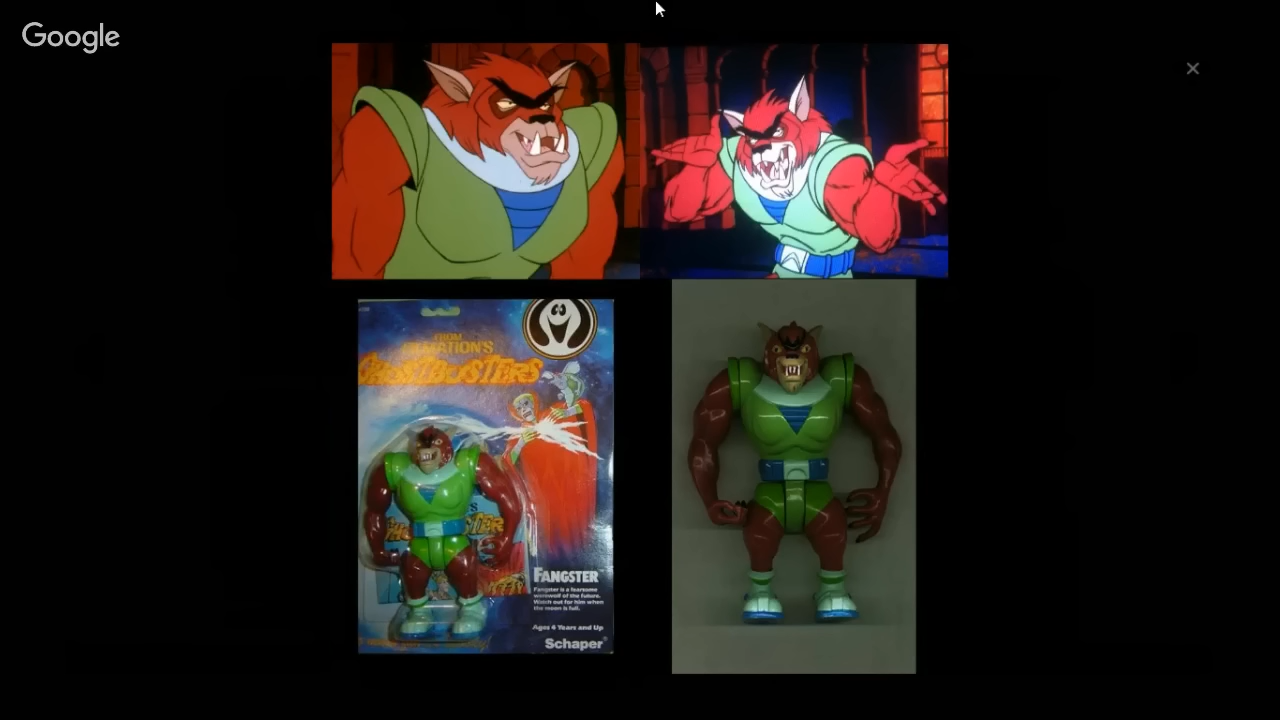 Google
FROM
FILMATION'S
GHOSTBUSTERS
FANGSTER
Fangster is a fearsome
werewolf of the future.
Watch out for him when
the moon is full.
Ages 4 Years and Up
Schaper®